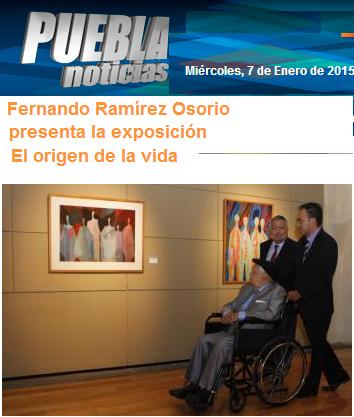 PUEBLA
noticias
Miércoles, 7 de Enero de 2015
Fernando Ramírez Osorio
presenta la exposición
El origen de la vida